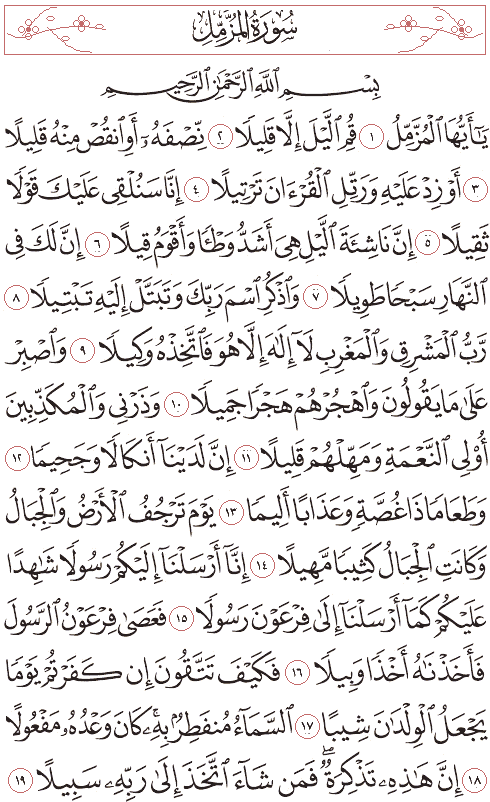 سُورَةُ المُزَّمِّلِ
بِسْمِ ٱللَّهِ ٱلرَّحْمَٰنِ ٱلرَّحِيمِ
يَٰٓأَيُّهَا ٱلْمُزَّمِّلُ ١ قُمِ ٱلَّيْلَ إِلَّا قَلِيلًا ٢ نِّصْفَهُۥٓ أَوِ ٱنقُصْ مِنْهُ قَلِيلًا
٣ أَوْ زِدْ عَلَيْهِ وَرَتِّلِ ٱلْقُرْءَانَ تَرْتِيلًا ٤ إِنَّا سَنُلْقِى عَلَيْكَ قَوْلًا
ثَقِيلًا ٥ إِنَّ نَاشِئَةَ ٱلَّيْلِ هِىَ أَشَدُّ وَطْـًٔا وَأَقْوَمُ قِيلًا ٦ إِنَّ لَكَ فِى
ٱلنَّهَارِ سَبْحًا طَوِيلًا ٧ وَٱذْكُرِ ٱسْمَ رَبِّكَ وَتَبَتَّلْ إِلَيْهِ تَبْتِيلًا ٨
رَّبُّ ٱلْمَشْرِقِ وَٱلْمَغْرِبِ لَآ إِلَٰهَ إِلَّا هُوَ فَٱتَّخِذْهُ وَكِيلًا ٩ وَٱصْبِرْ
عَلَىٰ مَا يَقُولُونَ وَٱهْجُرْهُمْ هَجْرًا جَمِيلًا ١٠ وَذَرْنِى وَٱلْمُكَذِّبِينَ
أُو۟لِى ٱلنَّعْمَةِ وَمَهِّلْهُمْ قَلِيلًا ١١ إِنَّ لَدَيْنَآ أَنكَالًا وَجَحِيمًا ١٢
وَطَعَامًا ذَا غُصَّةٍ وَعَذَابًا أَلِيمًا ١٣ يَوْمَ تَرْجُفُ ٱلْأَرْضُ وَٱلْجِبَالُ
وَكَانَتِ ٱلْجِبَالُ كَثِيبًا مَّهِيلًا ١٤ إِنَّآ أَرْسَلْنَآ إِلَيْكُمْ رَسُولًا شَٰهِدًا
عَلَيْكُمْ كَمَآ أَرْسَلْنَآ إِلَىٰ فِرْعَوْنَ رَسُولًا ١٥ فَعَصَىٰ فِرْعَوْنُ ٱلرَّسُولَ
فَأَخَذْنَٰهُ أَخْذًا وَبِيلًا ١٦ فَكَيْفَ تَتَّقُونَ إِن كَفَرْتُمْ يَوْمًا
يَجْعَلُ ٱلْوِلْدَٰنَ شِيبًا ١٧ ٱلسَّمَآءُ مُنفَطِرٌۢ بِهِۦ ۚ كَانَ وَعْدُهُۥ مَفْعُولًا
١٨ إِنَّ هَٰذِهِۦ تَذْكِرَةٌ ۖ فَمَن شَآءَ ٱتَّخَذَ إِلَىٰ رَبِّهِۦ سَبِيلًا ١٩